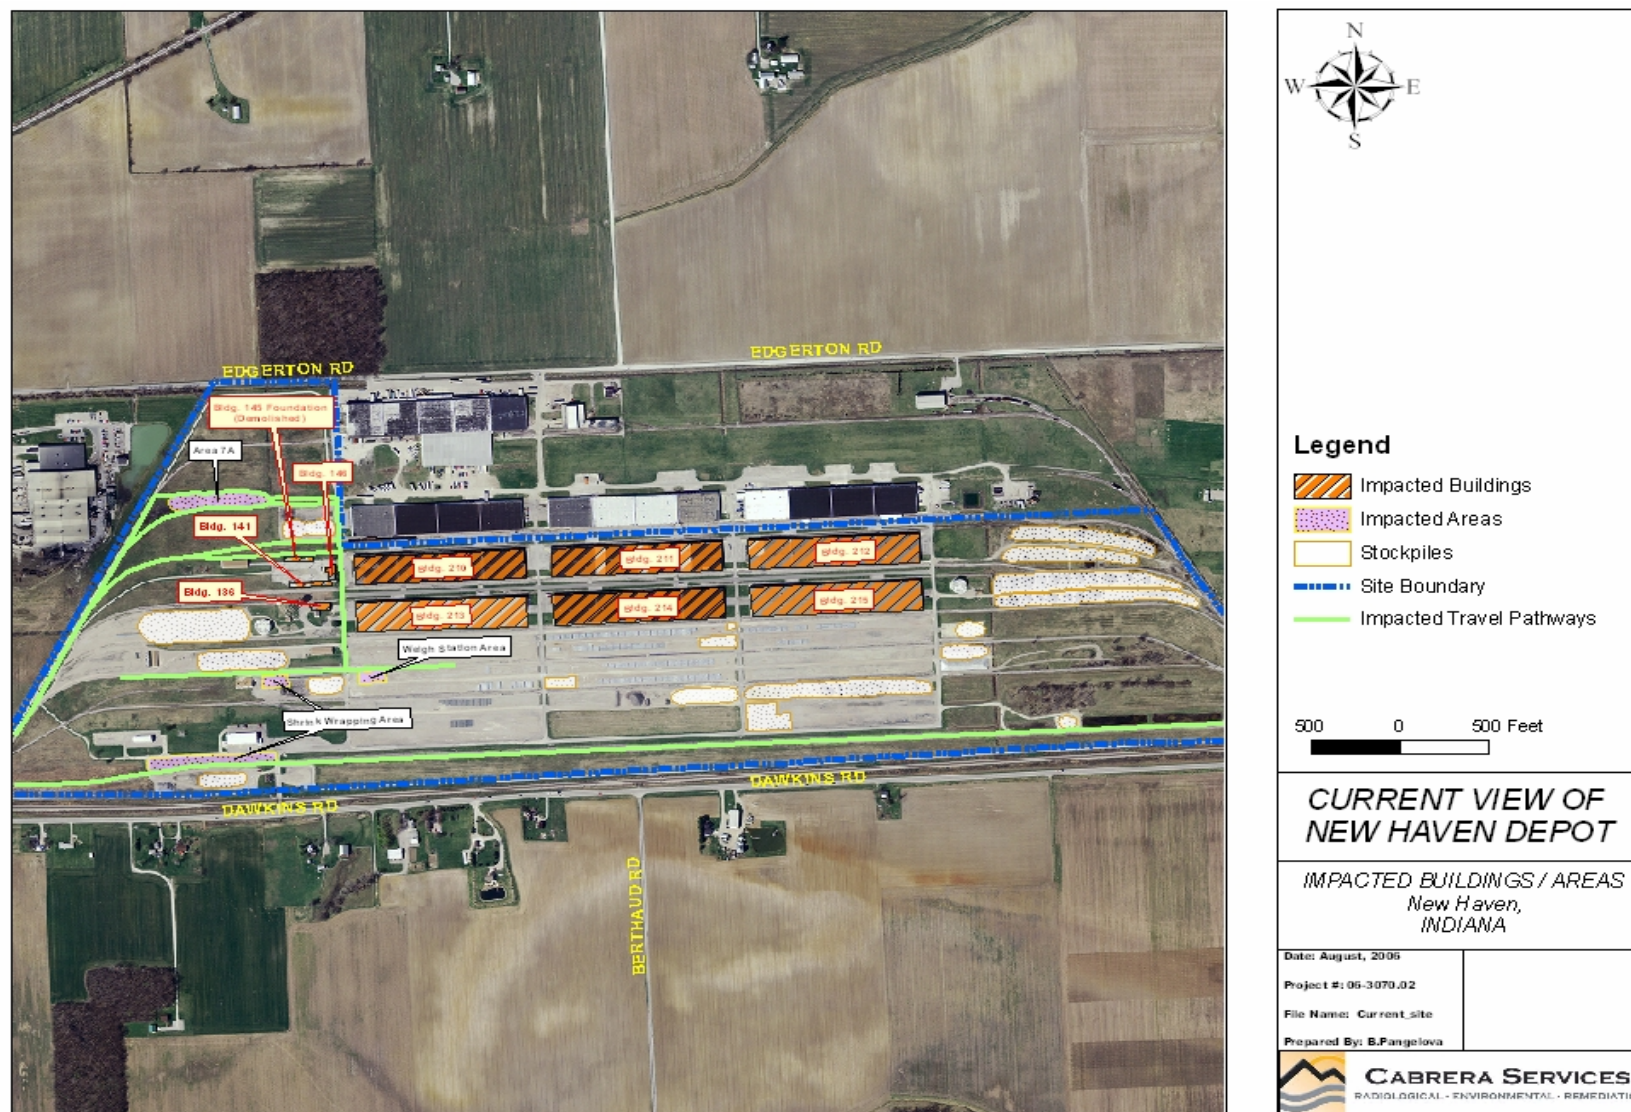 EDGERTON RD
EDGERTON RD
Bldg. 145 Foundation
(Demolished)
Area 7A
Bldg. 146
Bldg. 141
Bldg. 136
Bldg. 210
Bldg. 211
Bldg. 212
Bldg. 213
Bldg. 214
Bldg. 215
Weigh Station Area
Shrink Wrapping Area
DAWKINS RD
DAWKINS RD
BERTHAUD RD
N
W
E
S
Legend
Impacted Buildings
Impacted Areas
Stockpiles
Site Boundary
Impacted Travel Pathways
500 0 500 Feet
CURRENT VIEW OF
NEW HAVEN DEPOT
IMPACTED BUILDINGS / AREAS
New Haven,
INDIANA
Date: August, 2006
Project #: 06-3070.02
File Name: Current_site
Prepared By: B.Pangelova
CABRERA SERVICES
RADIOLOGICAL · ENVIRONMENTAL · REMEDIATI